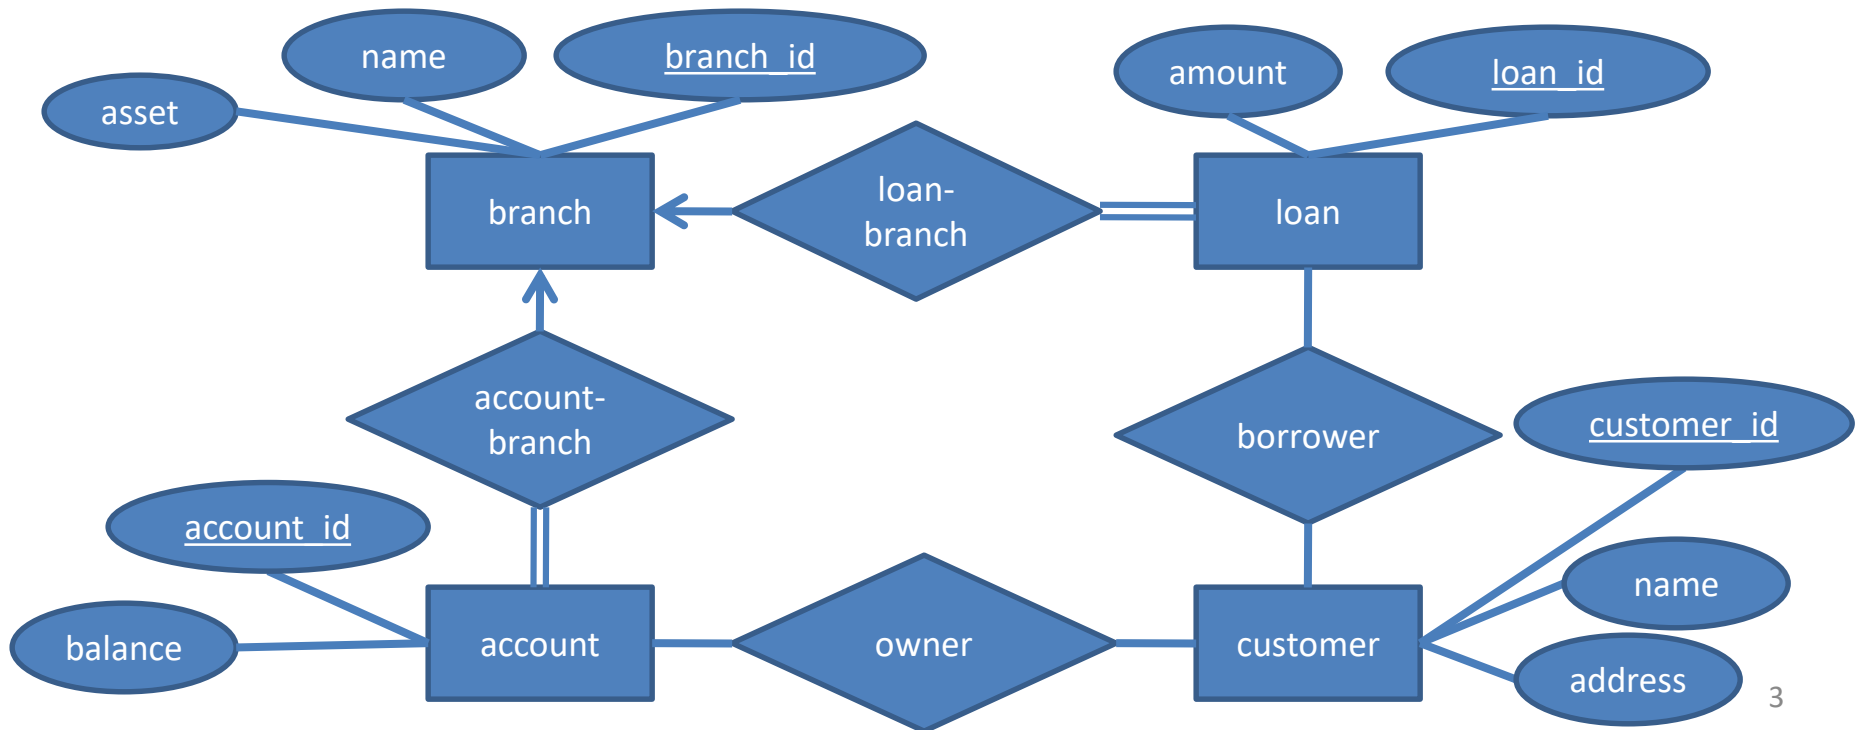 name
branch_id
amount
loan_id
asset
branch
loan-
branch
loan
account-
branch
borrower
customer_id
account_id
name
balance
account
owner
customer
address
3